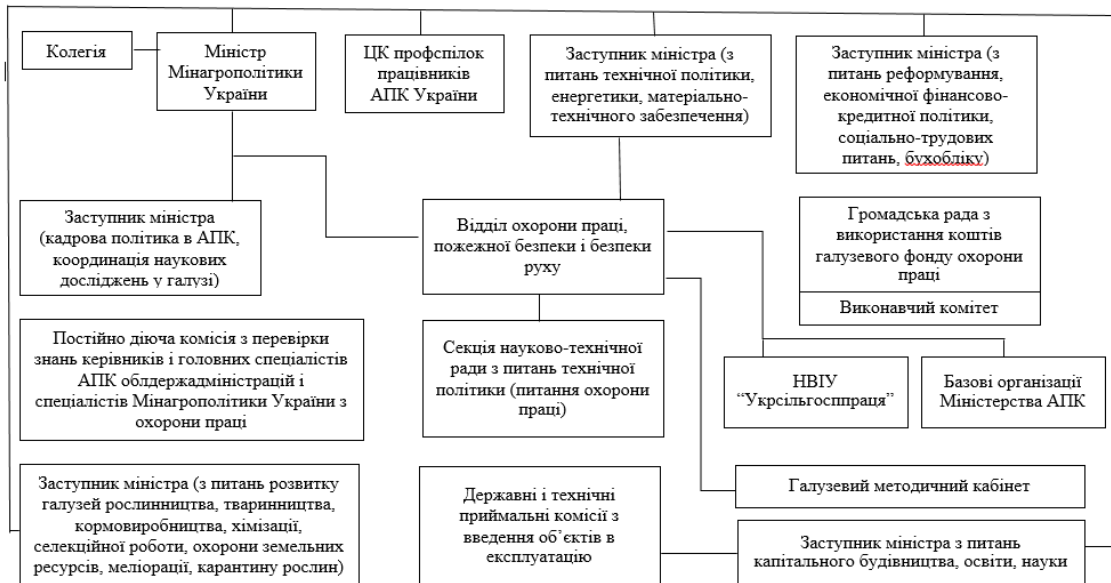 Колегія
Міністр
Мінагрополітики
України
ЦК профспілок
працівників
АПК України
Заступник міністра (з
питань технічної політики,
енергетики, матеріально-
технічного забезпечення)
Заступник міністра (з
питань реформування,
економічної фінансово-
кредитної політики,
соціально-трудових
питань, бухобліку)
Заступник міністра
(кадрова політика в АПК,
координація наукових
досліджень у галузі)
Відділ охорони праці,
пожежної безпеки і безпеки
руху
Громадська рада з
використання коштів
галузевого фонду охорони
праці
Виконавчий комітет
Постійно діюча комісія з перевірки
знань керівників і головних спеціалістів
АПК облдержадміністрацій і
спеціалістів Мінагрополітики України з
охорони праці
Секція науково-технічної
ради з питань технічної
політики (питання охорони
праці)
НВІУ
“Укрсільгосппраця”
Базові організації
Міністерства АПК
Заступник міністра (з питань розвитку
галузей рослинництва, тваринництва,
кормовиробництва, хімізації,
селекційної роботи, охорони земельних
ресурсів, меліорації, карантину рослин)
Державні і технічні
приймальні комісії з
введення об’єктів в
експлуатацію
Галузевий методичний кабінет
Заступник міністра з питань
капітального будівництва, освіти, науки